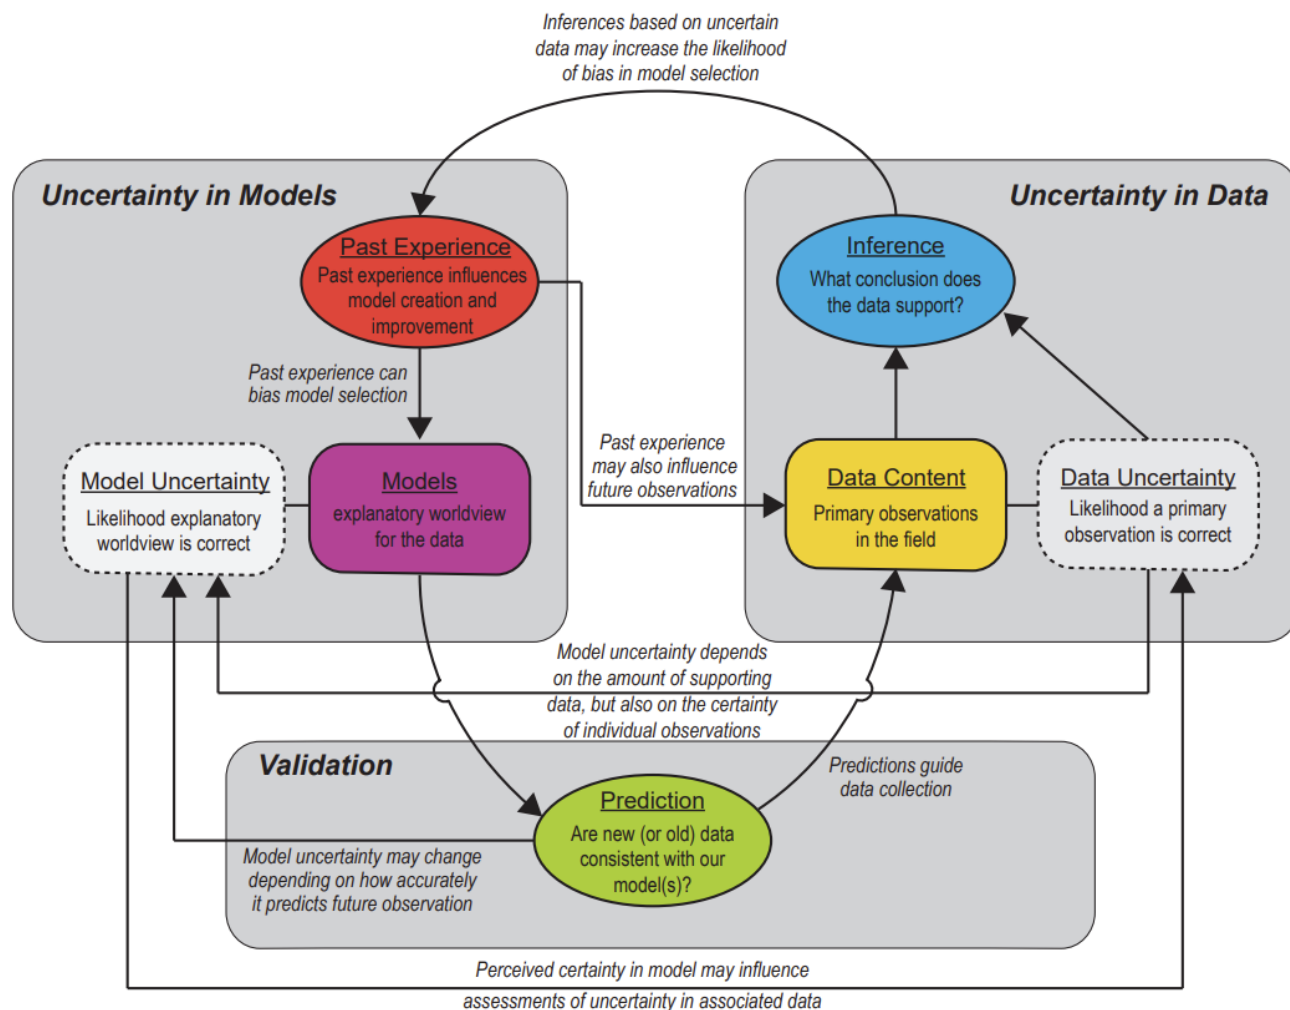 Inferences based on uncertain
data may increase the likelihood
of bias in model selection
Uncertainty in Models
Past Experience
Past experience influences
model creation and
improvement
Past experience can
bias model selection
Model Uncertainty
Likelihood explanatory
worldview is correct
Models
explanatory worldview
for the data
Past experience
may also influence
future observations
Uncertainty in Data
Inference
What conclusion does
the data support?
Data Content
Primary observations
in the field
Data Uncertainty
Likelihood a primary
observation is correct
Model uncertainty depends
on the amount of supporting
data, but also on the certainty
of individual observations
Validation
Prediction
Are new (or old) data
consistent with our
model(s)?
Predictions guide
data collection
Model uncertainty may change
depending on how accurately
it predicts future observation
Perceived certainty in model may influence
assessments of uncertainty in associated data